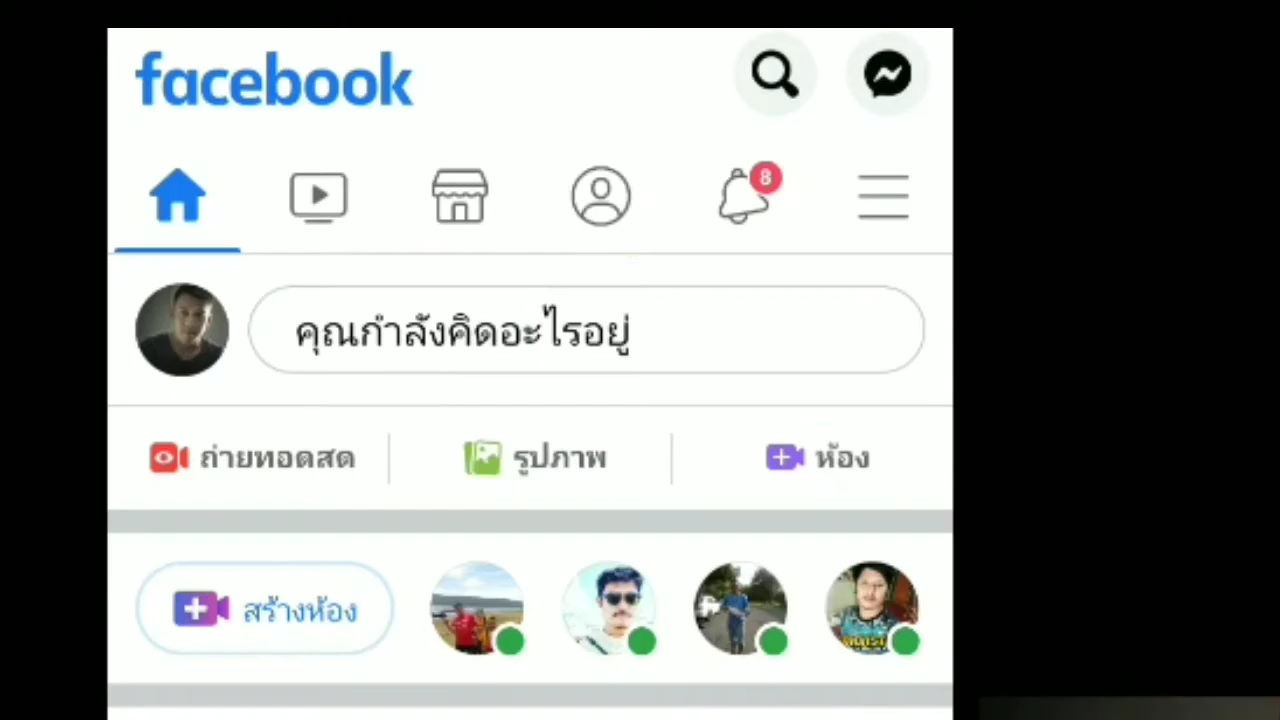 facebook
8
คุณกำลังคิดอะไรอยู่
ถ่ายทอดสด
รูปภาพ
ห้อง
สร้างห้อง